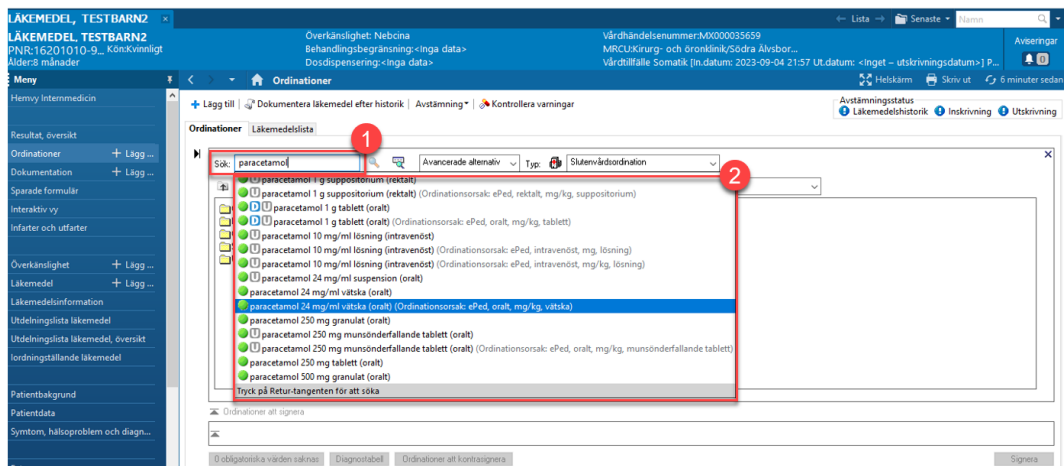 LÄKEMEDEL, TESTBARN2
Lista
Senaste
Namn
LÄKEMEDEL, TESTBARN2
PNR:16201010-9... Kön:Kvinnligt
Ålder:8 månader
Överkänslighet: Nebcina
Behandlingsbegränsning:<Inga data>
Dosdispensering:<Inga data>
Vårdhändelsenummer:MX000035659
MRCU:Kirurg- och öronklinik/Södra Älvsbor...
Vårdtillfälle Somatik [In.datum: 2023-09-04 21:57 Ut.datum: <Inget – utskrivningsdatum>] P...
Aviseringar
0
Meny
Ordinationer
Helskärm
Skriv ut
6 minuter sedan
Hemvy Internmedicin
Resultat, översikt
Ordinationer + Lägg ...
Dokumentation + Lägg ...
Sparade formulär
Interaktiv vy
Infarter och utfarter
Överkänslighet + Lägg ...
Läkemedel + Lägg ...
Läkemedelsinformation
Utdelningslista läkemedel
Utdelningslista läkemedel, översikt
Iordningställande läkemedel
Patientbakgrund
Patientdata
Symtom, hälsoproblem och diagn...
+ Lägg till
Dokumentera läkemedel efter historik
Avstämning
Kontrollera varningar
Avstämningsstatus
Läkemedelshistorik
Inskrivning
Utskrivning
Ordinationer
Läkemedelslista
1
Sök: paracetamol
Avancerade alternativ
Typ:
Slutenvårdsordination
2
paracetamol 1 g suppositorium (rektalt)
U paracetamol 1 g suppositorium (rektalt) (Ordinationsorsak: ePed, rektalt, mg/kg, suppositorium)
D U paracetamol 1 g tablett (oralt)
D U paracetamol 1 g tablett (oralt) (Ordinationsorsak: ePed, oralt, mg/kg, tablett)
U paracetamol 10 mg/ml lösning (intravenöst)
U paracetamol 10 mg/ml lösning (intravenöst) (Ordinationsorsak: ePed, intravenöst, mg, lösning)
U paracetamol 10 mg/ml lösning (intravenöst) (Ordinationsorsak: ePed, intravenöst, mg/kg, lösning)
U paracetamol 24 mg/ml suspension (oralt)
paracetamol 24 mg/ml vätska (oralt)
paracetamol 24 mg/ml vätska (oralt) (Ordinationsorsak: ePed, oralt, mg/kg, vätska)
paracetamol 250 mg granulat (oralt)
U paracetamol 250 mg munsönderfallande tablett (oralt)
U paracetamol 250 mg munsönderfallande tablett (oralt) (Ordinationsorsak: ePed, oralt, mg/kg, munsönderfallande tablett)
paracetamol 250 mg tablett (oralt)
paracetamol 500 mg granulat (oralt)
Tryck på Retur-tangenten för att söka
Ordinationer att signera
0 obligatoriska värden saknas
Diagnostabell
Ordinationer att kontrasignera
Signera